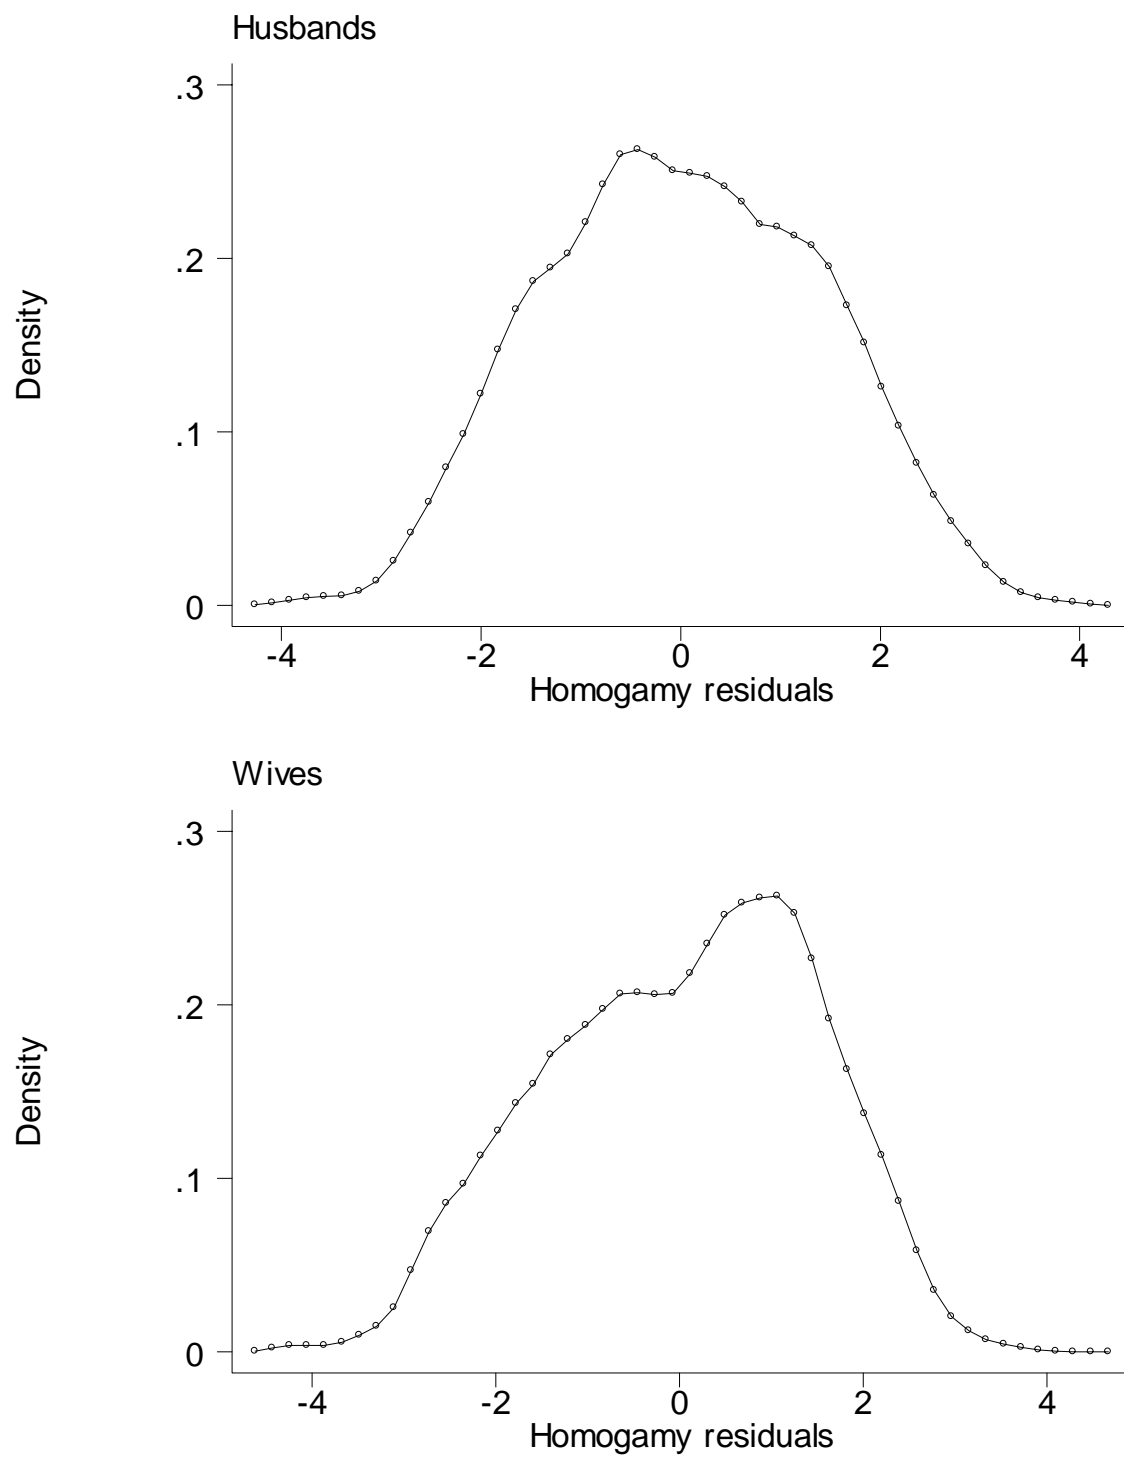 Husbands
.3
.2
.1
0
Density
-4 -2 0 2 4
Homogamy residuals
Wives
.3
.2
.1
0
Density
-4 -2 0 2 4
Homogamy residuals